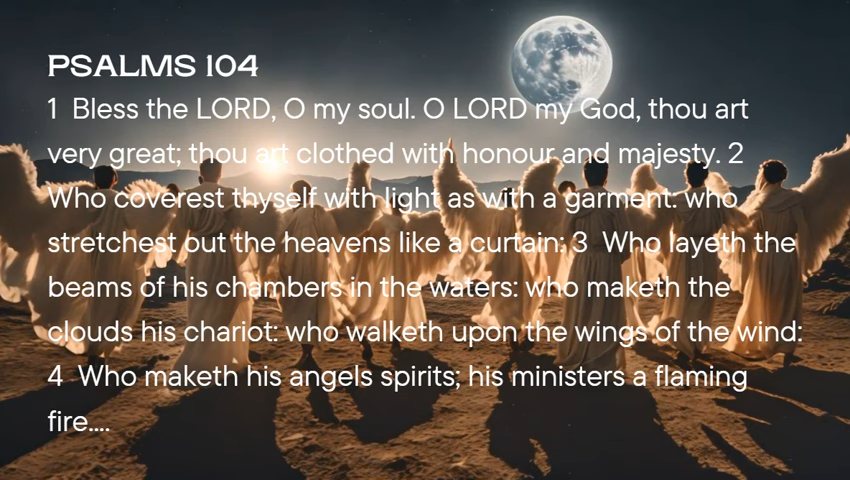 PSALMS 104
1 Bless the LORD, O my soul. O LORD my God, thou art
very great; thou art clothed with honour and majesty. 2
Who coverest thyself with light as with a garment: who
stretchest out the heavens like a curtain: 3 Who layeth the
beams of his chambers in the waters: who maketh the
clouds his chariot: who walketh upon the wings of the wind:
4 Who maketh his angels spirits; his ministers a flaming
fire....